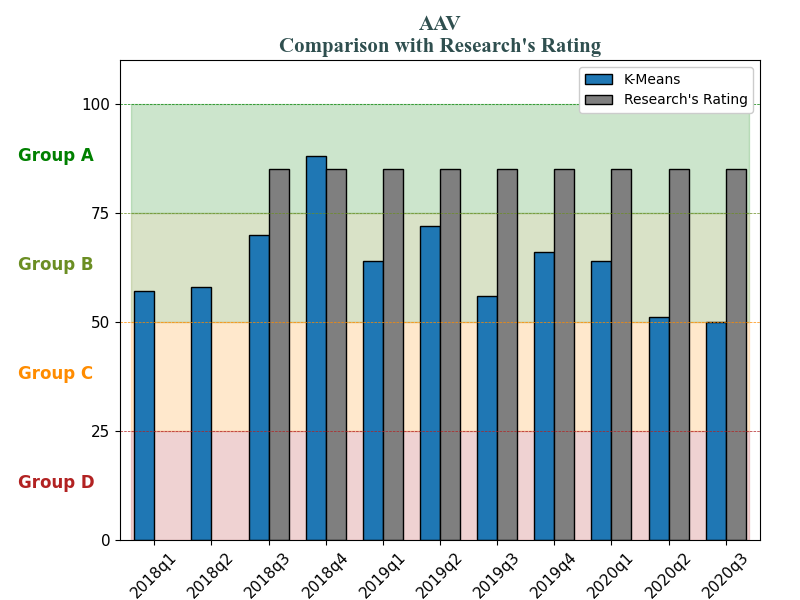 AAV
Comparison with Research's Rating
K-Means
Research's Rating
100
Group A
75
Group B
50
Group C
25
Group D
0
2018q1
2018q2
2018q3
2018q4
2019q1
2019q2
2019q3
2019q4
2020q1
2020q2
2020q3